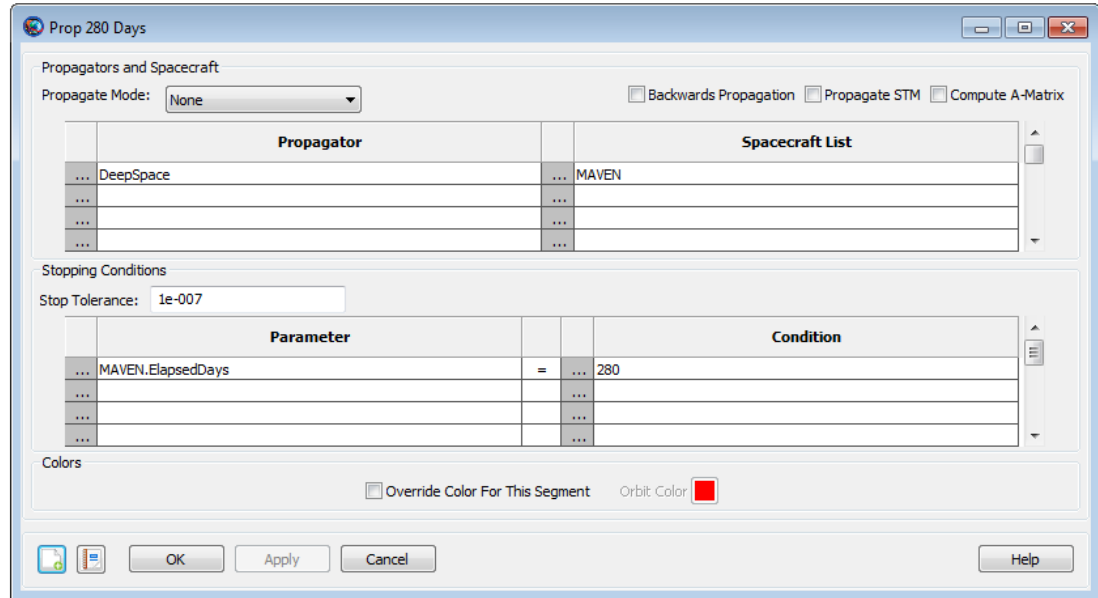 Prop 280 Days
Propagators and Spacecraft
Propagate Mode: None Backwards Propagation Propagate STM Compute A-Matrix
Propagator Spacecraft List
... DeepSpace ... MAVEN
... ...
... ...
... ...
Stopping Conditions
Stop Tolerance: 1e-007
Parameter Condition
... MAVEN.ElapsedDays = ... 280
... ...
... ...
... ...
Colors
Override Color For This Segment Orbit Color
OK Apply Cancel Help